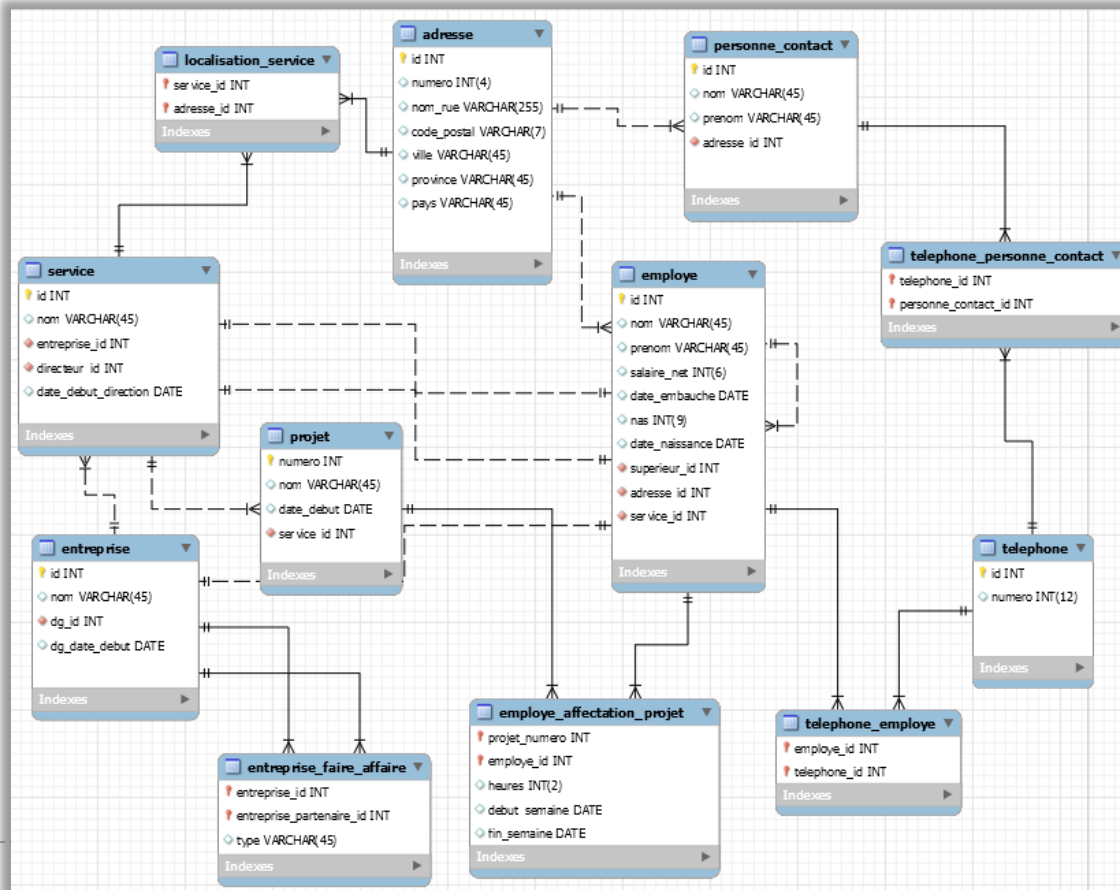 localisation_service
service_id INT
adresse_id INT
Indexes
adresse
id INT
numero INT(4)
nom_rue VARCHAR(255)
code_postal VARCHAR(7)
ville VARCHAR(45)
province VARCHAR(45)
pays VARCHAR(45)
Indexes
personne_contact
id INT
nom VARCHAR(45)
prenom VARCHAR(45)
adresse_id INT
Indexes
service
id INT
nom VARCHAR(45)
entreprise_id INT
directeur_id INT
date_debut_direction DATE
Indexes
employe
id INT
nom VARCHAR(45)
prenom VARCHAR(45)
salaire_net INT(6)
date_embauche DATE
nas INT(9)
date_naissance DATE
superieur_id INT
adresse_id INT
service_id INT
Indexes
telephone_personne_contact
telephone_id INT
personne_contact_id INT
Indexes
projet
numero INT
nom VARCHAR(45)
date_debut DATE
service_id INT
Indexes
entreprise
id INT
nom VARCHAR(45)
dg_id INT
dg_date_debut DATE
Indexes
telephone
id INT
numero INT(12)
Indexes
entreprise_faire_affaire
entreprise_id INT
entreprise_partenaire_id INT
type VARCHAR(45)
Indexes
employe_affectation_projet
projet_numero INT
employe_id INT
heures INT(2)
debut_semaine DATE
fin_semaine DATE
Indexes
telephone_employe
employe_id INT
telephone_id INT
Indexes